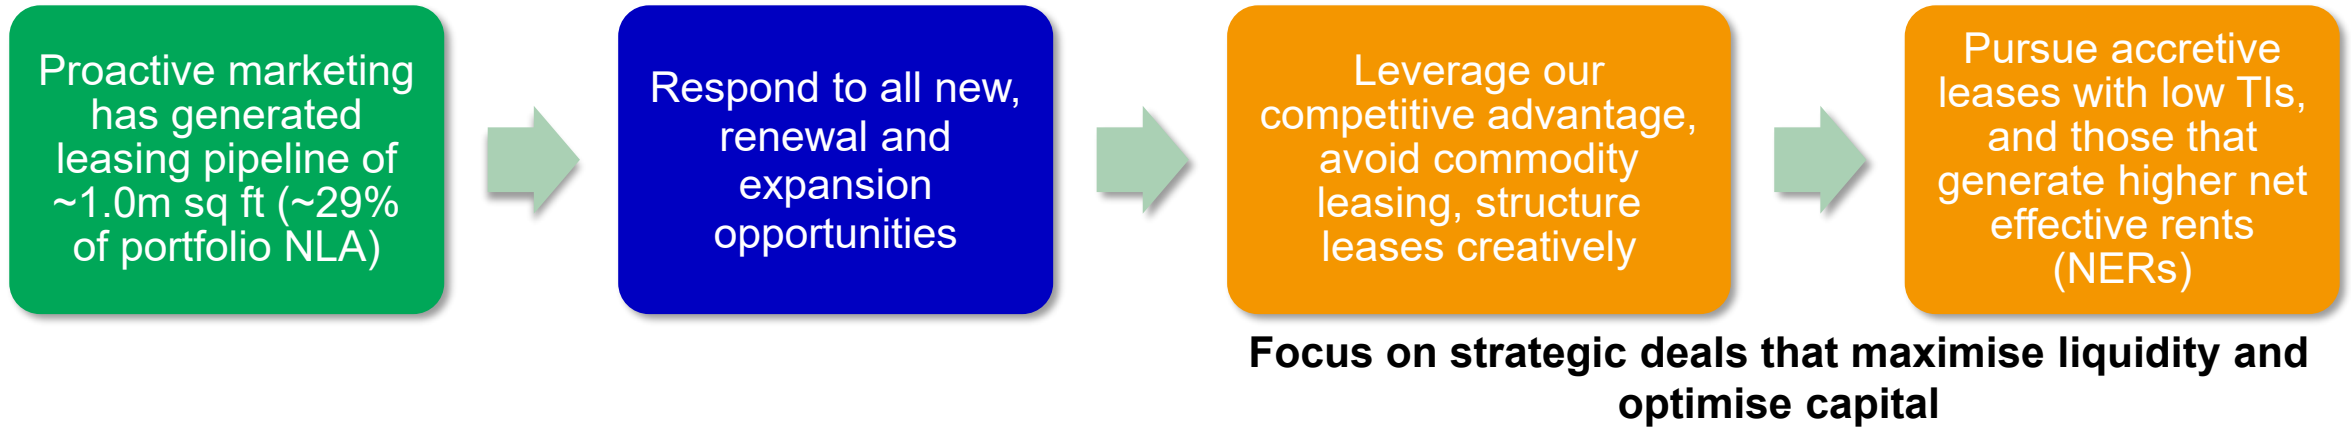 Proactive marketing
has generated
leasing pipeline of
~1.0m sq ft (~29%
of portfolio NLA)
Respond to all new,
renewal and
expansion
opportunities
Leverage our
competitive advantage,
avoid commodity
leasing, structure
leases creatively
Pursue accretive
leases with low TIs,
and those that
generate higher net
effective rents
(NERs)
Focus on strategic deals that maximise liquidity and
optimise capital